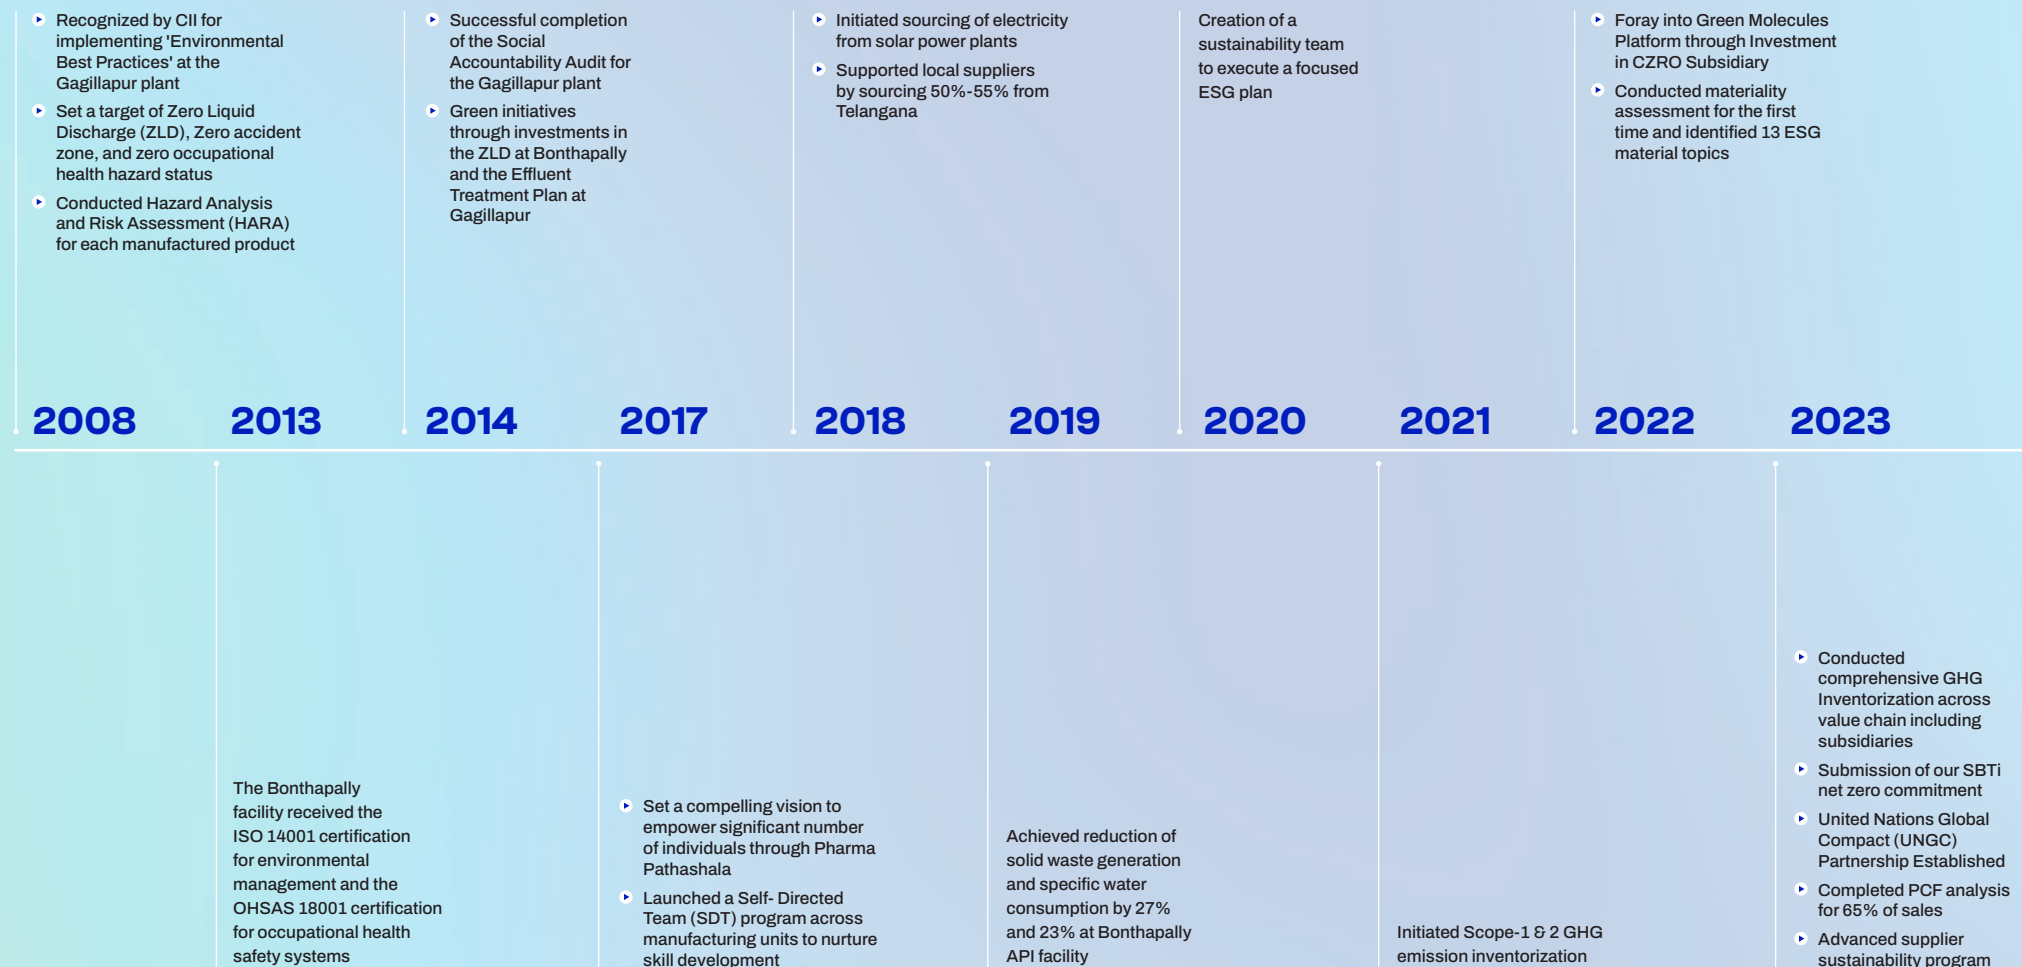 Recognized by CII for
implementing 'Environmental
Best Practices' at the
Gagillapur plant
Set a target of Zero Liquid
Discharge (ZLD), Zero accident
zone, and zero occupational
health hazard status
Conducted Hazard Analysis
and Risk Assessment (HARA)
for each manufactured product
Successful completion
of the Social
Accountability Audit for
the Gagillapur plant
Green initiatives
through investments in
the ZLD at Bonthapally
and the Effluent
Treatment Plan at
Gagillapur
Initiated sourcing of electricity
from solar power plants
Supported local suppliers
by sourcing 50%-55% from
Telangana
Creation of a
sustainability team
to execute a focused
ESG plan
Foray into Green Molecules
Platform through Investment
in CZRO Subsidiary
Conducted materiality
assessment for the first
time and identified 13 ESG
material topics
2008 2013 2014 2017 2018 2019 2020 2021 2022 2023
The Bonthapally
facility received the
ISO 14001 certification
for environmental
management and the
OHSAS 18001 certification
for occupational health
safety systems
Set a compelling vision to
empower significant number
of individuals through Pharma
Pathashala
Launched a Self- Directed
Team (SDT) program across
manufacturing units to nurture
skill development
Achieved reduction of
solid waste generation
and specific water
consumption by 27%
and 23% at Bonthapally
API facility
Initiated Scope-1 & 2 GHG
emission inventorization
Conducted
comprehensive GHG
Inventorization across
value chain including
subsidiaries
Submission of our SBTi
net zero commitment
United Nations Global
Compact (UNGC)
Partnership Established
Completed PCF analysis
for 65% of sales
Advanced supplier
sustainability program